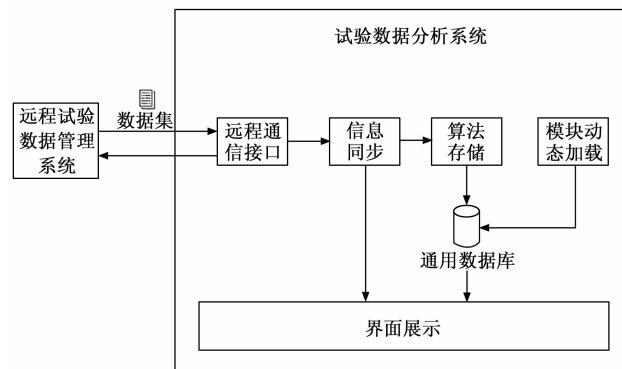 试验数据分析系统
远程试验
数据管理
系统
数据集
远程通
信接口
信息
同步
算法
存储
模块动
态加载
通用数据库
界面展示